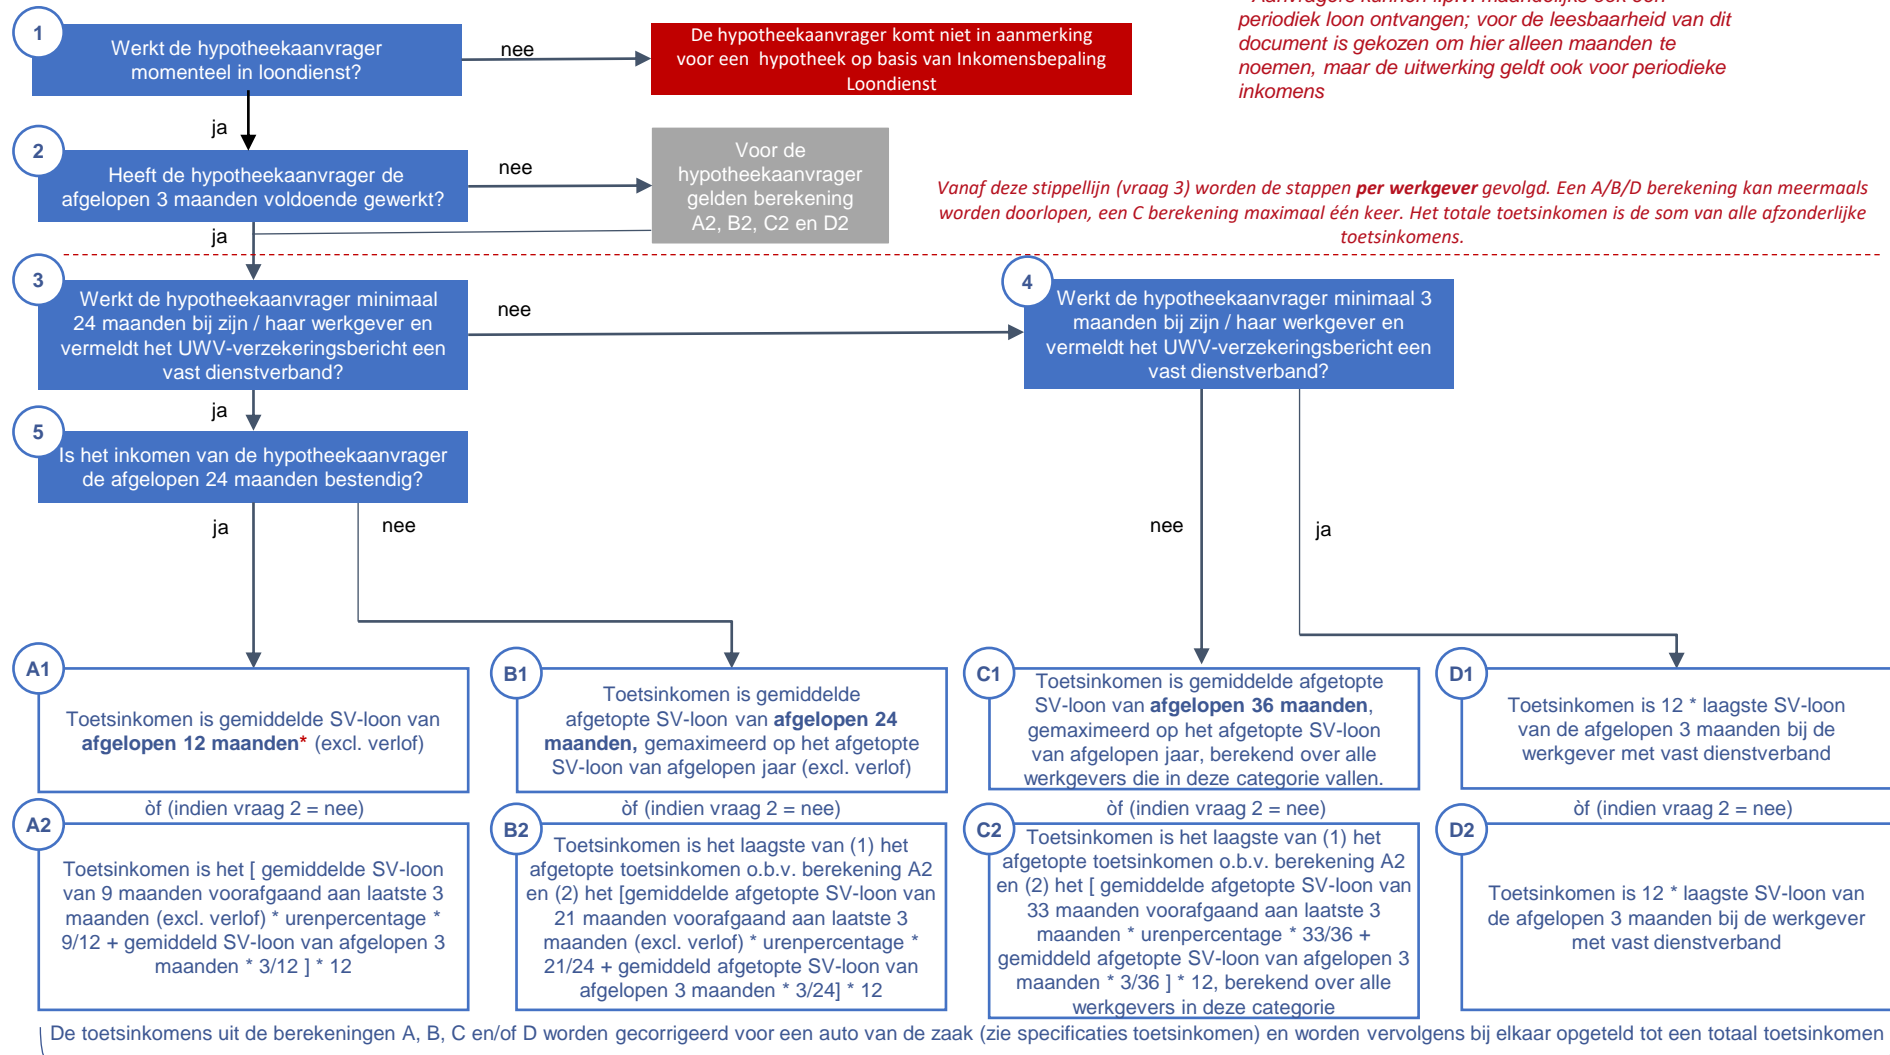 * Aanvragers kunnen i.p.v. maandelijks ook een
periodiek loon ontvangen; voor de leesbaarheid van dit
document is gekozen om hier alleen maanden te
noemen, maar de uitwerking geldt ook voor periodieke
inkomens
1
Werkt de hypotheekaanvrager
momenteel in loondienst?
nee
De hypotheekaanvrager komt niet in aanmerking
voor een hypotheek op basis van Inkomensbepaling
Loondienst
ja
2
Heeft de hypotheekaanvrager de
afgelopen 3 maanden voldoende gewerkt?
nee
Voor de
hypotheekaanvrager
gelden berekening
A2, B2, C2 en D2
ja
Vanaf deze stippellijn (vraag 3) worden de stappen per werkgever gevolgd. Een A/B/D berekening kan meermaals
worden doorlopen, een C berekening maximaal één keer. Het totale toetsinkomen is de som van alle afzonderlijke
toetsinkomens.
3
Werkt de hypotheekaanvrager minimaal
24 maanden bij zijn / haar werkgever en
vermeldt het UWV-verzekeringsbericht een
vast dienstverband?
nee
4
Werkt de hypotheekaanvrager minimaal 3
maanden bij zijn / haar werkgever en
vermeldt het UWV-verzekeringsbericht een
vast dienstverband?
ja
5
Is het inkomen van de hypotheekaanvrager
de afgelopen 24 maanden bestendig?
ja
nee
nee
ja
A1
Toetsinkomen is gemiddelde SV-loon van
afgelopen 12 maanden* (excl. verlof)
B1
Toetsinkomen is gemiddelde
afgetopte SV-loon van afgelopen 24
maanden, gemaximeerd op het afgetopte
SV-loon van afgelopen jaar (excl. verlof)
C1
Toetsinkomen is gemiddelde afgetopte
SV-loon van afgelopen 36 maanden,
gemaximeerd op het afgetopte SV-loon
van afgelopen jaar, berekend over alle
werkgevers die in deze categorie vallen.
D1
Toetsinkomen is 12 * laagste SV-loon
van de afgelopen 3 maanden bij de
werkgever met vast dienstverband
òf (indien vraag 2 = nee)
òf (indien vraag 2 = nee)
òf (indien vraag 2 = nee)
òf (indien vraag 2 = nee)
A2
Toetsinkomen is het [ gemiddelde SV-loon
van 9 maanden voorafgaand aan laatste 3
maanden (excl. verlof) * urenpercentage *
9/12 + gemiddeld SV-loon van afgelopen 3
maanden * 3/12 ] * 12
B2
Toetsinkomen is het laagste van (1) het
afgetopte toetsinkomen o.b.v. berekening A2
en (2) het [gemiddelde afgetopte SV-loon van
21 maanden voorafgaand aan laatste 3
maanden (excl. verlof) * urenpercentage *
21/24 + gemiddeld afgetopte SV-loon van
afgelopen 3 maanden * 3/24] * 12
C2
Toetsinkomen is het laagste van (1) het
afgetopte toetsinkomen o.b.v. berekening A2
en (2) het [ gemiddelde afgetopte SV-loon van
33 maanden voorafgaand aan laatste 3
maanden * urenpercentage * 33/36 +
gemiddeld afgetopte SV-loon van afgelopen 3
maanden * 3/36 ] * 12, berekend over alle
werkgevers in deze categorie
D2
Toetsinkomen is 12 * laagste SV-loon van
de afgelopen 3 maanden bij de werkgever
met vast dienstverband
De toetsinkomens uit de berekeningen A, B, C en/of D worden gecorrigeerd voor een auto van de zaak (zie specificaties toetsinkomen) en worden vervolgens bij elkaar opgeteld tot een totaal toetsinkomen